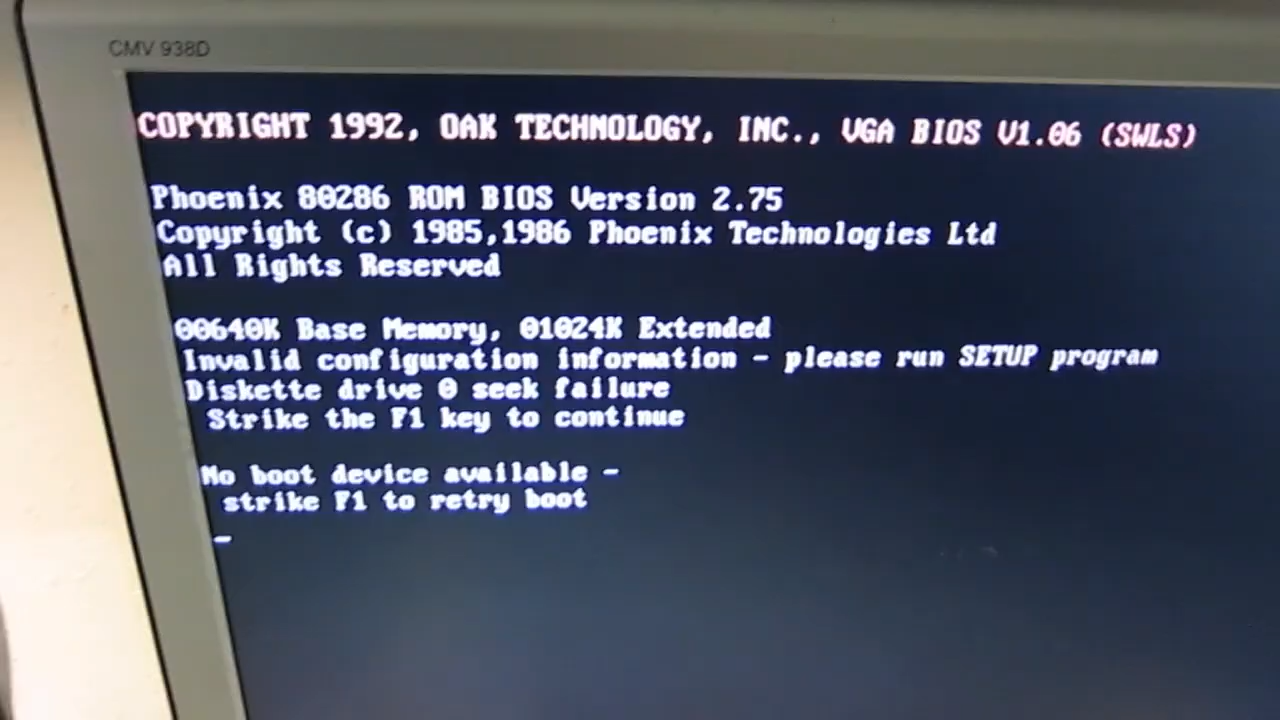 CMV 938D
COPYRIGHT 1992, OAK TECHNOLOGY, INC., VGA BIOS V1.06 (SWLS)
Phoenix 80286 ROM BIOS Version 2.75
Copyright (c) 1985,1986 Phoenix Technologies Ltd
All Rights Reserved
00640K Base Memory, 01024K Extended
Invalid configuration information - please run SETUP program
Diskette drive 0 seek failure
Strike the F1 key to continue
No boot device available -
strike F1 to retry boot
_